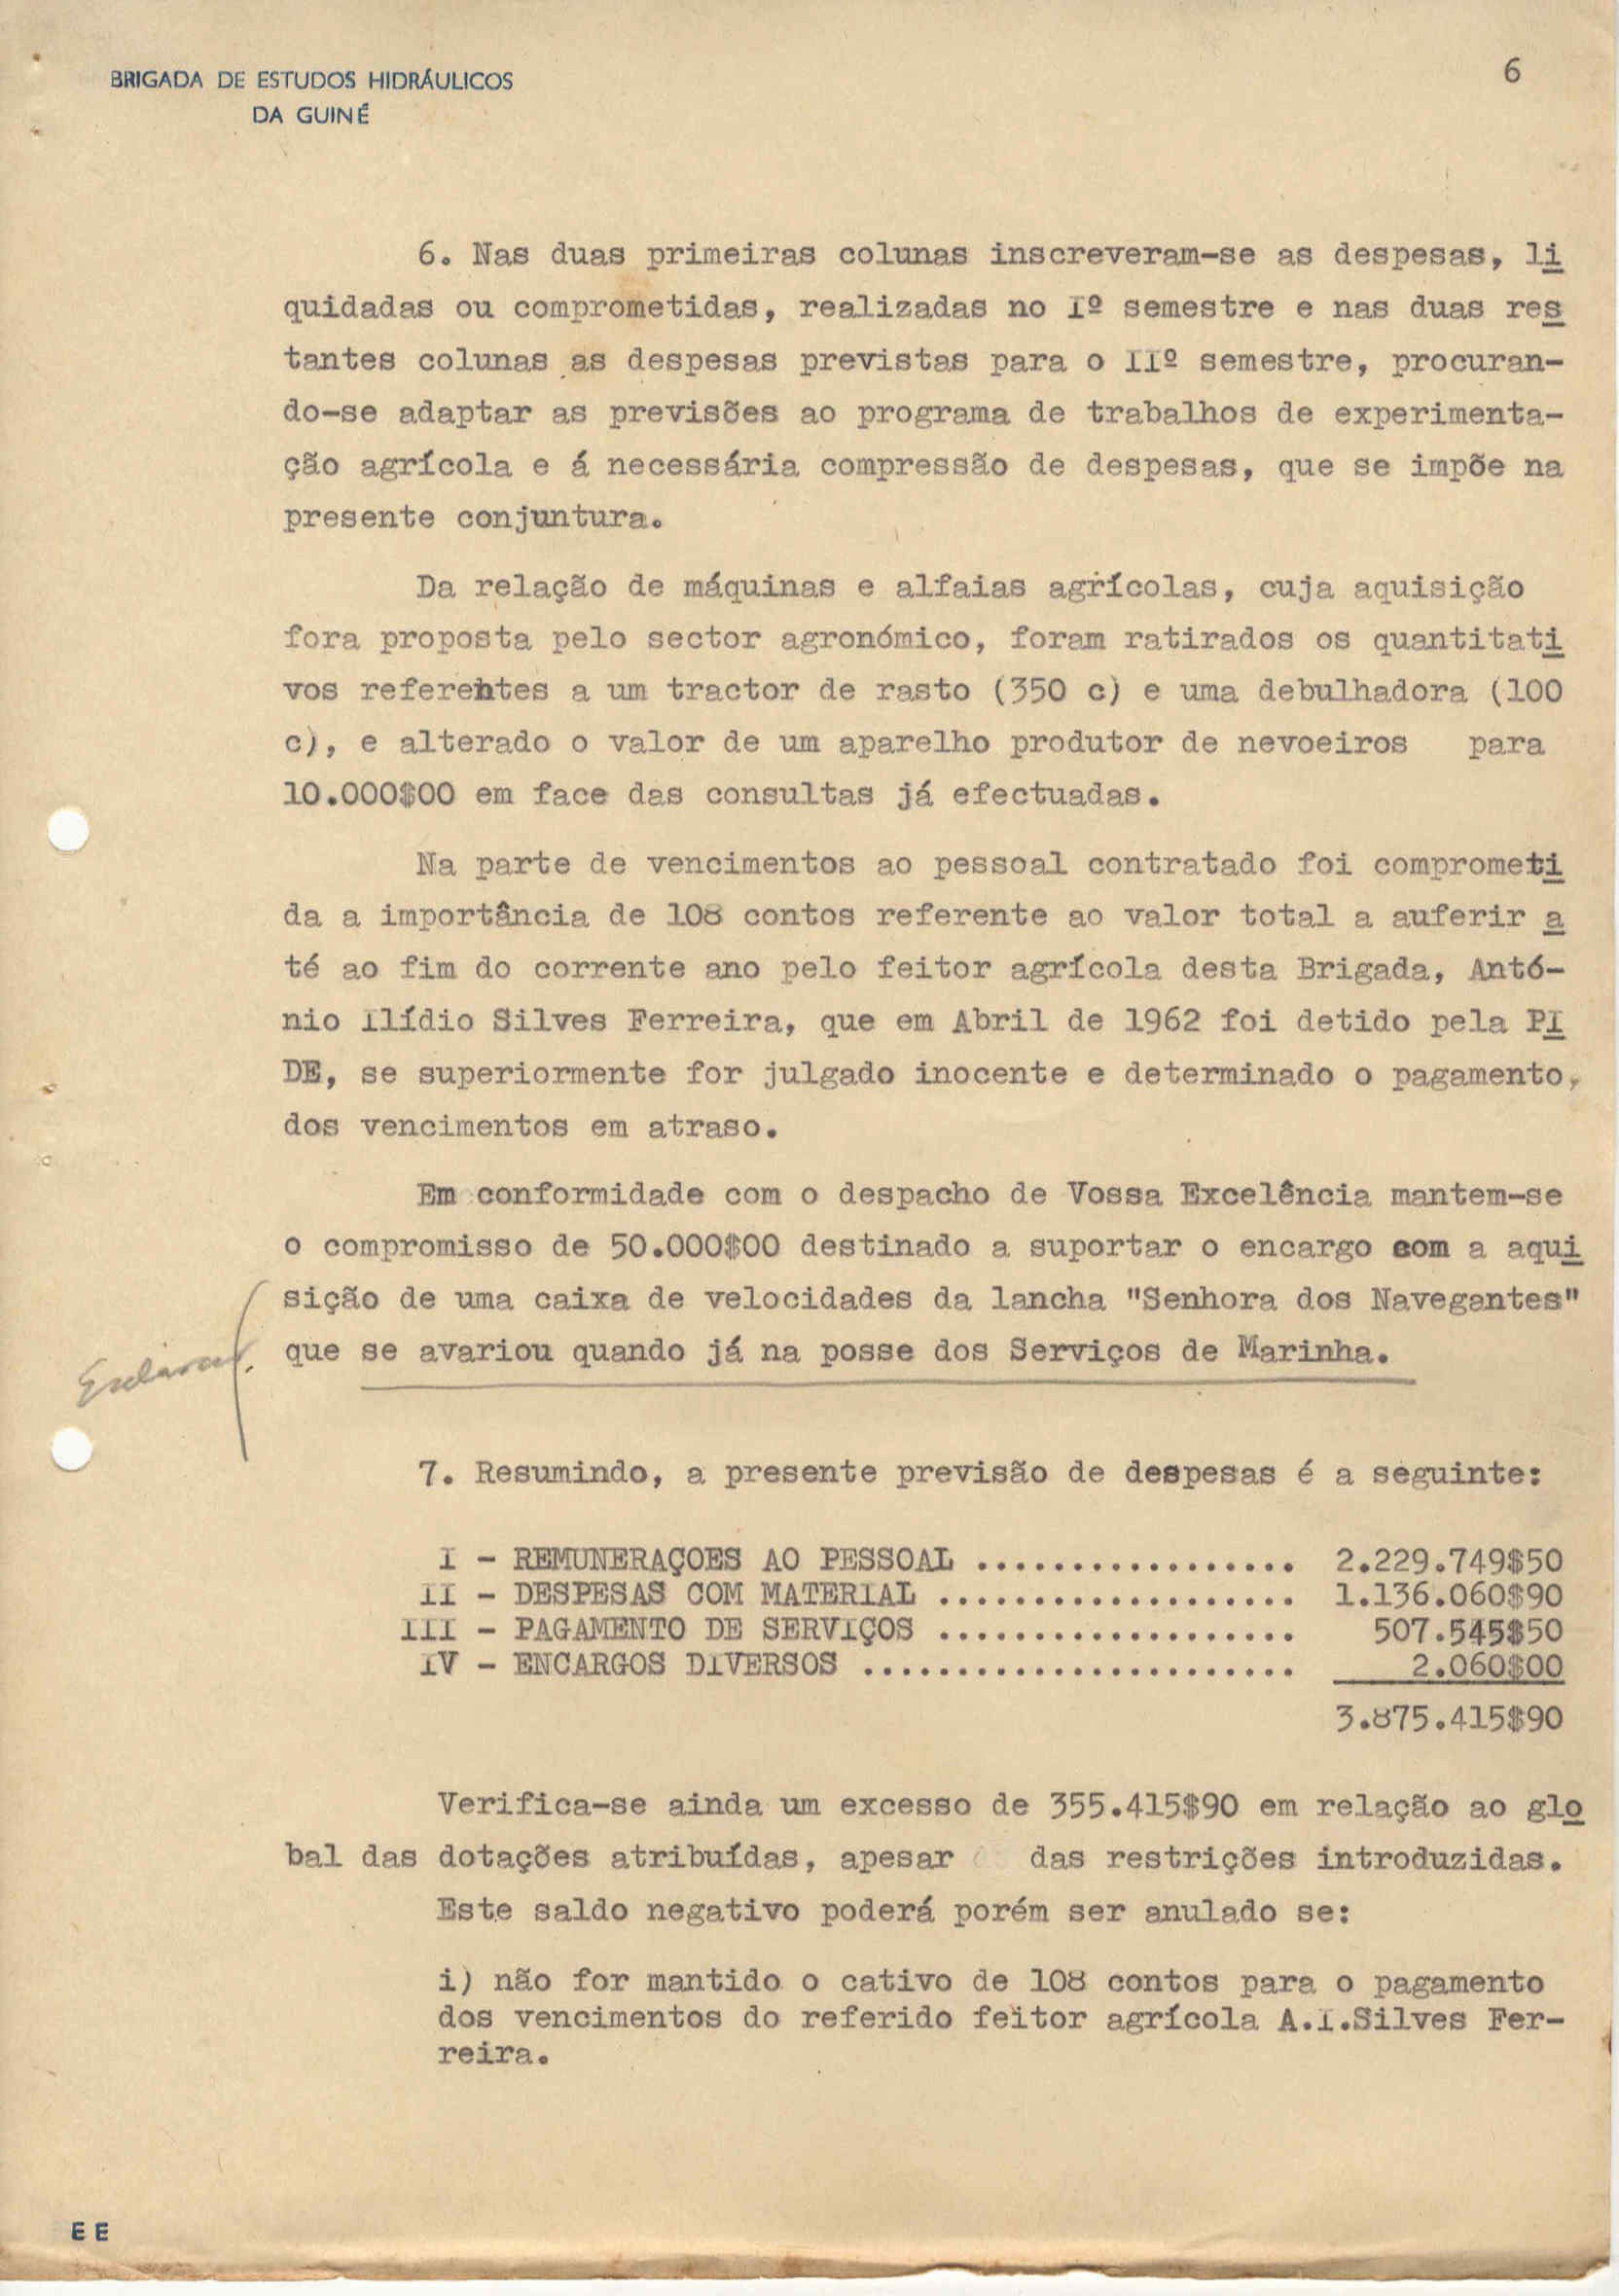 BRIGADA DE ESTUDOS HIDRÁULICOS
DA GUINÉ
6
6. Nas duas primeiras colunas inscreveram-se as despesas, li
quidadas ou comprometidas, realizadas no Iº semestre e nas duas res
tantes colunas as despesas previstas para o IIº semestre, procuran-
do-se adaptar as previsões ao programa de trabalhos de experimenta-
ção agrícola e á necessária compressão de despesas, que se impõe na
presente conjuntura.
Da relação de máquinas e alfaias agrícolas, cuja aquisição
fora proposta pelo sector agronómico, foram ratirados os quantitati
vos referentes a um tractor de rasto (350 c) e uma debulhadora (100
c), e alterado o valor de um aparelho produtor de nevoeiros para
10.000$00 em face das consultas já efectuadas.
Na parte de vencimentos ao pessoal contratado foi comprometi
da a importância de 108 contos referente ao valor total a auferir a
té ao fim do corrente ano pelo feitor agrícola desta Brigada, Antó-
nio Ilídio Silves Ferreira, que em Abril de 1962 foi detido pela PI
DE, se superiormente for julgado inocente e determinado o pagamento,
dos vencimentos em atraso.
Em conformidade com o despacho de Vossa Excelência mantem-se
o compromisso de 50.000$00 destinado a suportar o encargo com a aqui
sição de uma caixa de velocidades da lancha "Senhora dos Navegantes"
que se avariou quando já na posse dos Serviços de Marinha.
7. Resumindo, a presente previsão de despesas é a seguinte:
I - REMUNERAÇOES AO PESSOAL ................. 2.229.749$50
II - DESPESAS COM MATERIAL ................... 1.136.060$90
III - PAGAMENTO DE SERVIÇOS ................... 507.545$50
IV - ENCARGOS DIVERSOS ....................... 2.060$00
3.875.415$90
Verifica-se ainda um excesso de 355.415$90 em relação ao glo
bal das dotações atribuídas, apesar das restrições introduzidas.
Este saldo negativo poderá porém ser anulado se:
i) não for mantido o cativo de 108 contos para o pagamento
dos vencimentos do referido feitor agrícola A.I.Silves Fer-
reira.
EE